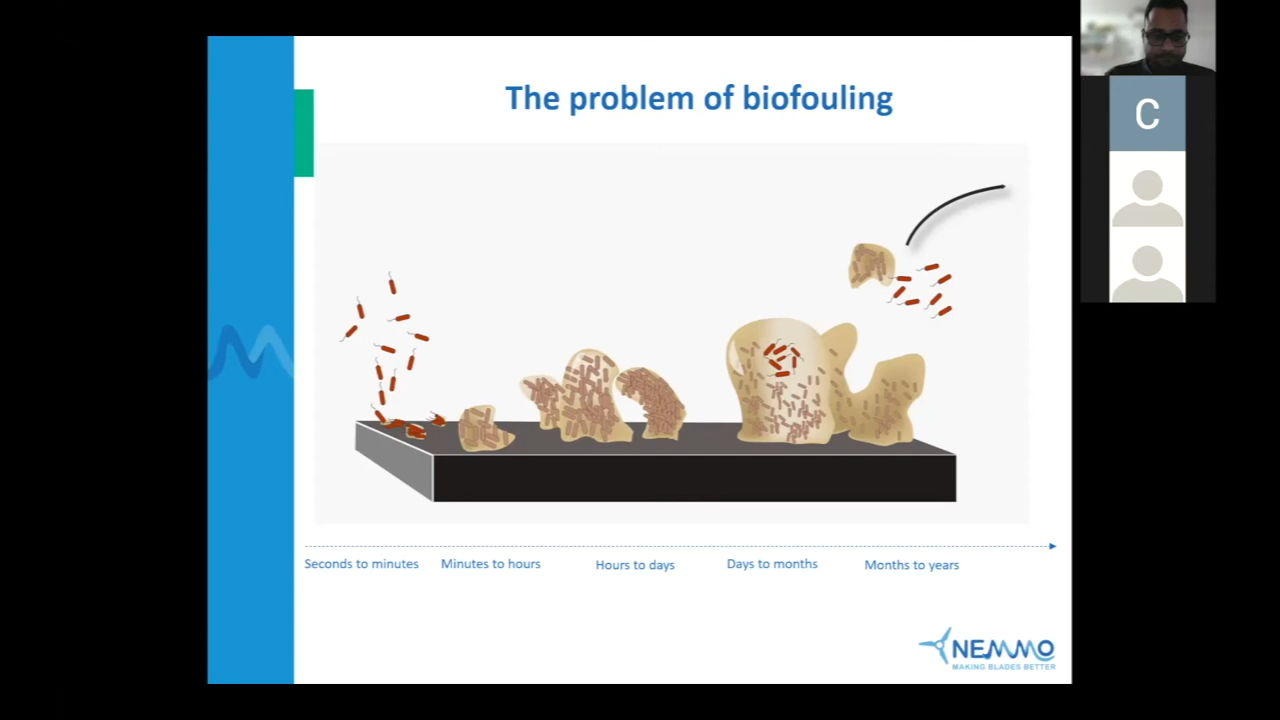 The problem of biofouling
C
Seconds to minutes
Minutes to hours
Hours to days
Days to months
Months to years
NEMMO
MAKING BLADES BETTER